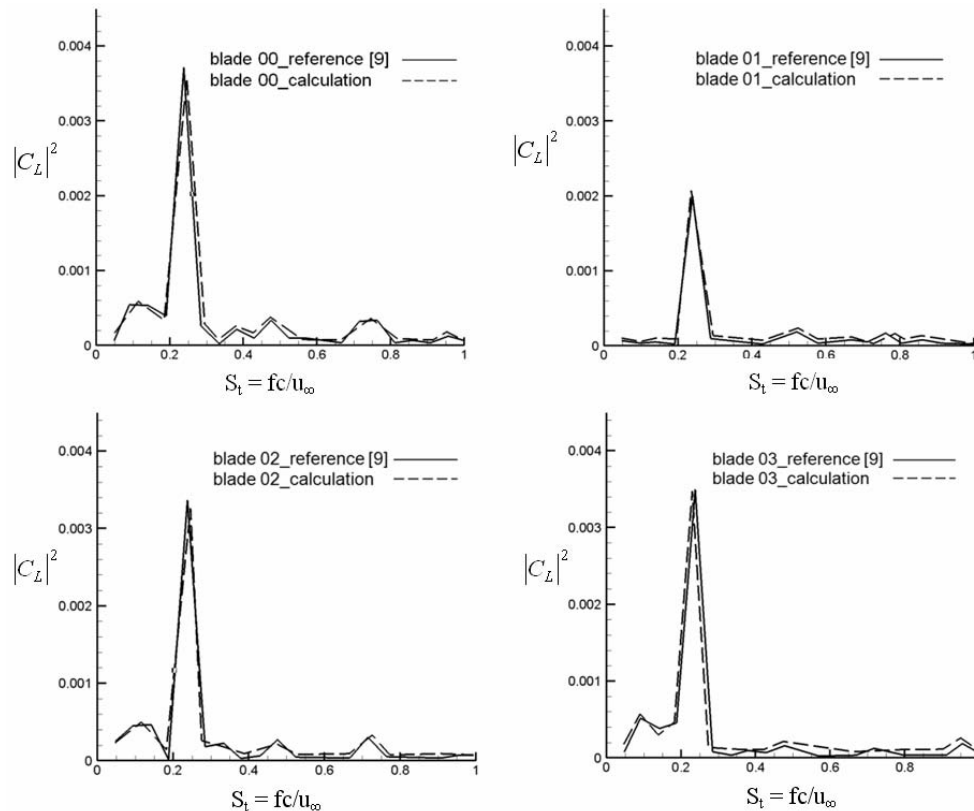 0.004
0.003
0.002
0.001
0
0.2
0.4
0.6
0.8
1
|C_L|²
blade 00_reference [9]
blade 00_calculation
S_t = fc/u_∞
0.004
0.003
0.002
0.001
0
0
0.2
0.4
0.6
0.8
1
|C_L|²
blade 01_reference [9]
blade 01_calculation
S_t = fc/u_∞
0.004
0.003
0.002
0.001
0
0
0.2
0.4
0.6
0.8
1
|C_L|²
blade 02_reference [9]
blade 02_calculation
S_t = fc/u_∞
0.004
0.003
0.002
0.001
0
0
0.2
0.4
0.6
0.8
|C_L|²
blade 03_reference [9]
blade 03_calculation
S_t = fc/u_∞